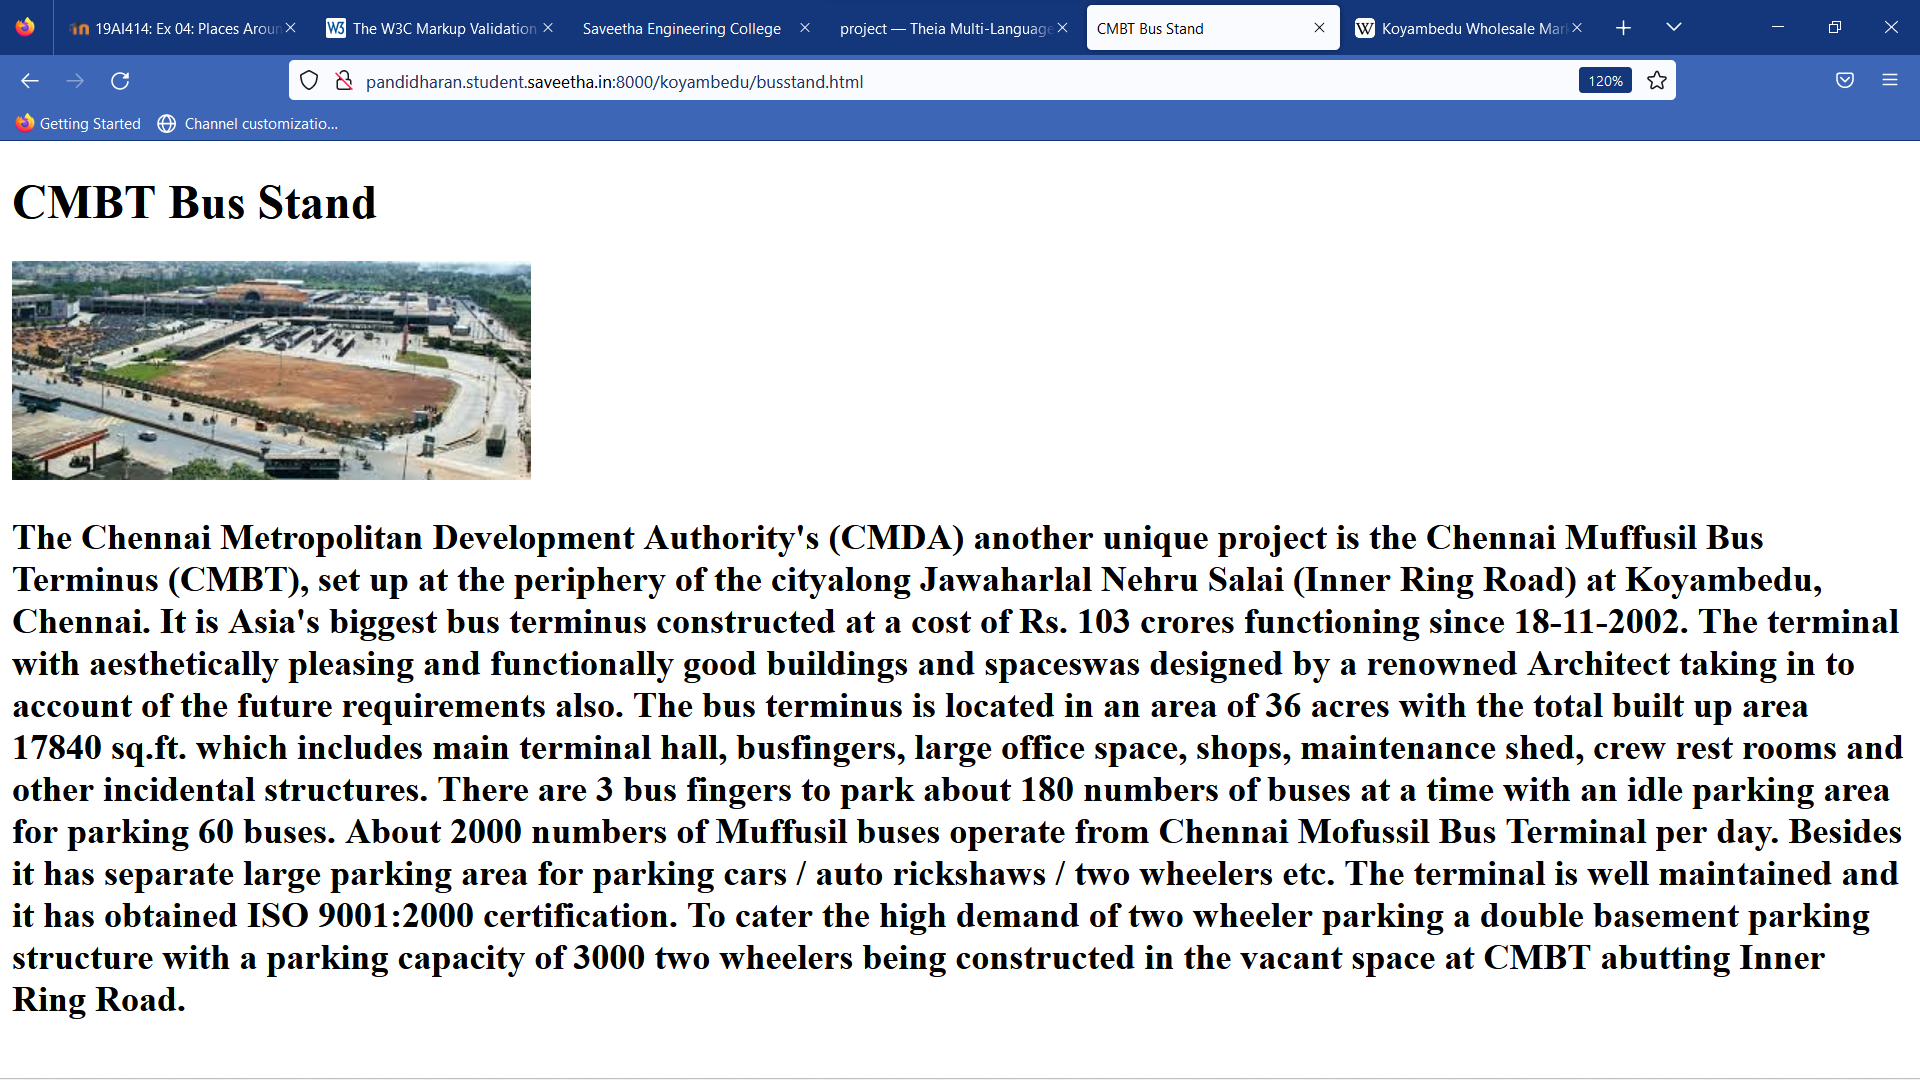 19AI414: Ex 04: Places Aroun
The W3C Markup Validation
Saveetha Engineering College
project — Theia Multi-Language
CMBT Bus Stand
Koyambedu Wholesale Mar
pandidharan.student.saveetha.in:8000/koyambedu/busstand.html
120%
Getting Started
Channel customizatio...
CMBT Bus Stand
The Chennai Metropolitan Development Authority's (CMDA) another unique project is the Chennai Muffusil Bus
Terminus (CMBT), set up at the periphery of the cityalong Jawaharlal Nehru Salai (Inner Ring Road) at Koyambedu,
Chennai. It is Asia's biggest bus terminus constructed at a cost of Rs. 103 crores functioning since 18-11-2002. The terminal
with aesthetically pleasing and functionally good buildings and spaceswas designed by a renowned Architect taking in to
account of the future requirements also. The bus terminus is located in an area of 36 acres with the total built up area
17840 sq.ft. which includes main terminal hall, busfingers, large office space, shops, maintenance shed, crew rest rooms and
other incidental structures. There are 3 bus fingers to park about 180 numbers of buses at a time with an idle parking area
for parking 60 buses. About 2000 numbers of Muffusil buses operate from Chennai Mofussil Bus Terminal per day. Besides
it has separate large parking area for parking cars / auto rickshaws / two wheelers etc. The terminal is well maintained and
it has obtained ISO 9001:2000 certification. To cater the high demand of two wheeler parking a double basement parking
structure with a parking capacity of 3000 two wheelers being constructed in the vacant space at CMBT abutting Inner
Ring Road.